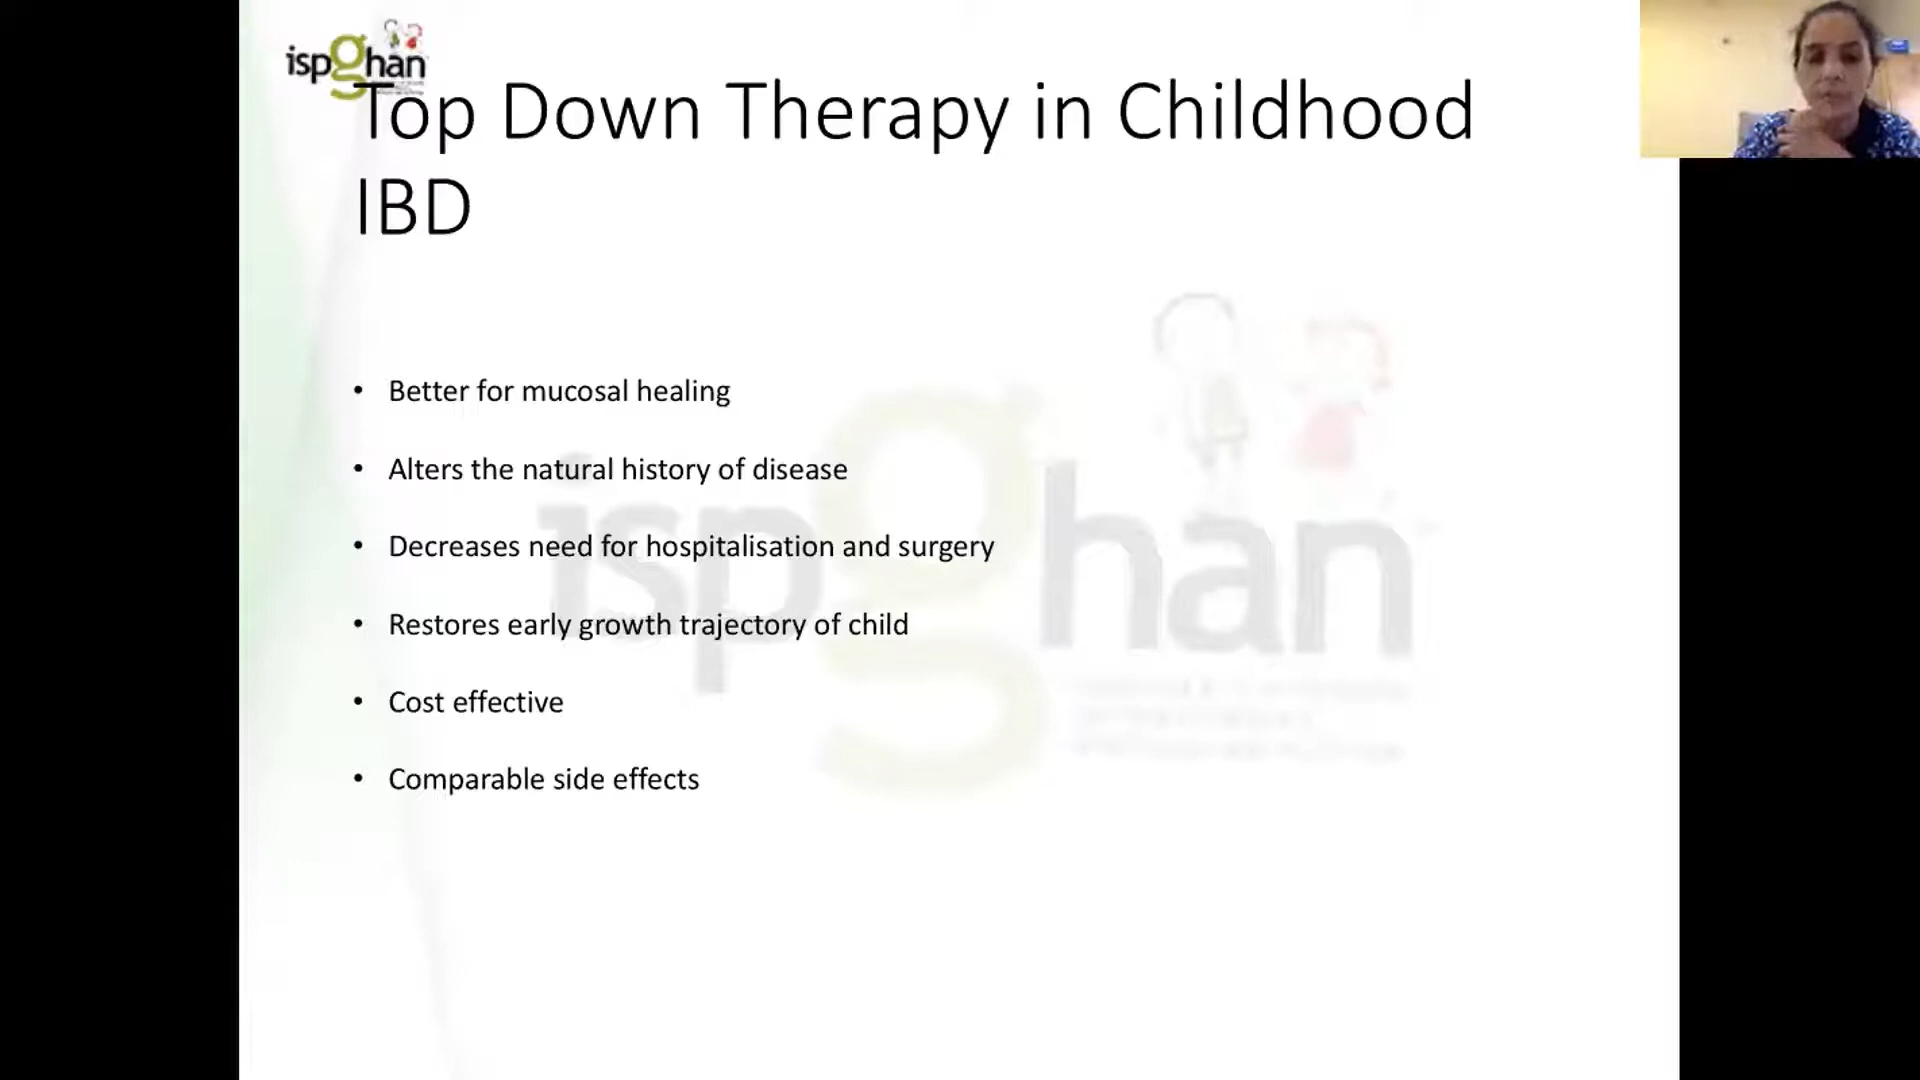 ispghan
Top Down Therapy in Childhood
IBD
• Better for mucosal healing
• Alters the natural history of disease
• Decreases need for hospitalisation and surgery
• Restores early growth trajectory of child
• Cost effective
• Comparable side effects
ispghan